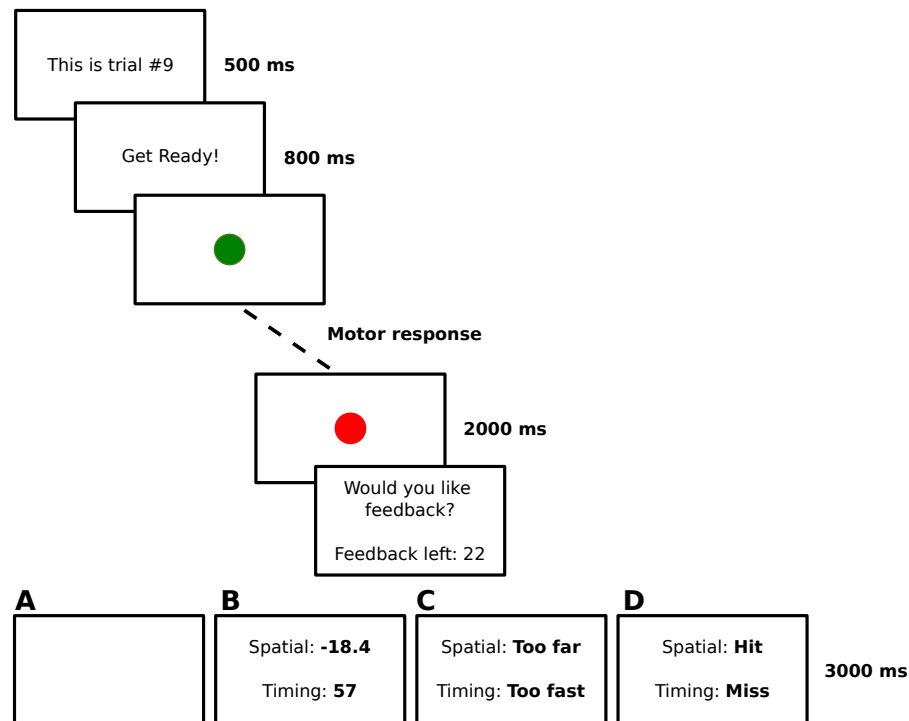 This is trial #9
500 ms
Get Ready!
800 ms
Motor response
2000 ms
Would you like
feedback?
Feedback left: 22
A
B
C
D
Spatial: -18.4
Timing: 57
Spatial: Too far
Timing: Too fast
Spatial: Hit
Timing: Miss
3000 ms